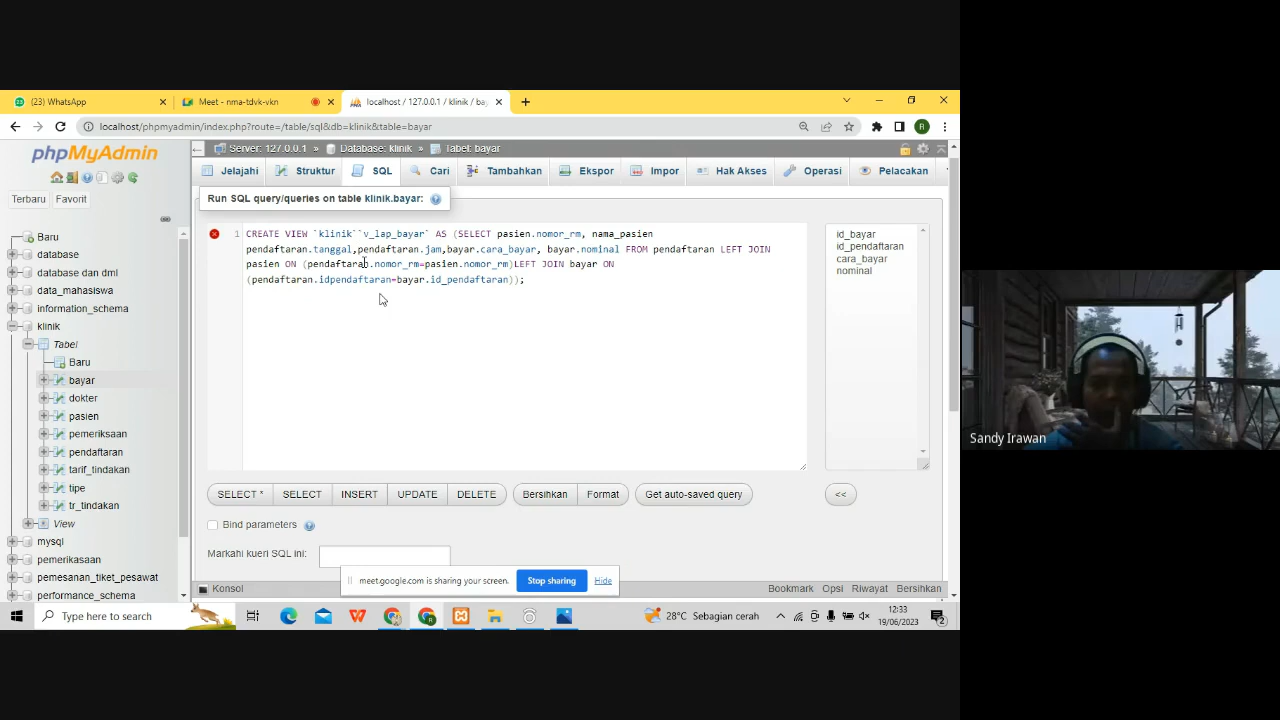 (23) WhatsApp
Meet - nma-tdvk-vkn
localhost / 127.0.0.1 / klinik / ba
localhost/phpmyadmin/index.php?route=/table/sql&db=klinik&table=bayar
phpMyAdmin
Terbaru Favorit
Baru
database
database dan dml
data_mahasiswa
information_schema
klinik
Tabel
Baru
bayar
dokter
pasien
pemeriksaan
pendaftaran
tarif_tindakan
tipe
tr_tindakan
View
mysql
pemerikasaan
pemesanan_tiket_pesawat
performance_schema
Server: 127.0.0.1 » Database: klinik » Tabel: bayar
Jelajahi Struktur SQL Cari Tambahkan Ekspor Impor Hak Akses Operasi Pelacakan
Run SQL query/queries on table klinik.bayar:
1 CREATE VIEW `klinik``v_lap_bayar` AS (SELECT pasien.nomor_rm, nama_pasien
pendaftaran.tanggal,pendaftaran.jam,bayar.cara_bayar, bayar.nominal FROM pendaftaran LEFT JOIN
pasien ON (pendaftaran.nomor_rm=pasien.nomor_rm)LEFT JOIN bayar ON
(pendaftaran.idpendaftaran=bayar.id_pendaftaran));
id_bayar
id_pendaftaran
cara_bayar
nominal
SELECT * SELECT INSERT UPDATE DELETE Bersihkan Format Get auto-saved query <<
Bind parameters
Markahi kueri SQL ini:
meet.google.com is sharing your screen. Stop sharing Hide
Konsol Bookmark Opsi Riwayat Bersihkan
Type here to search
28°C Sebagian cerah
12:33
19/06/2023
2
Sandy Irawan